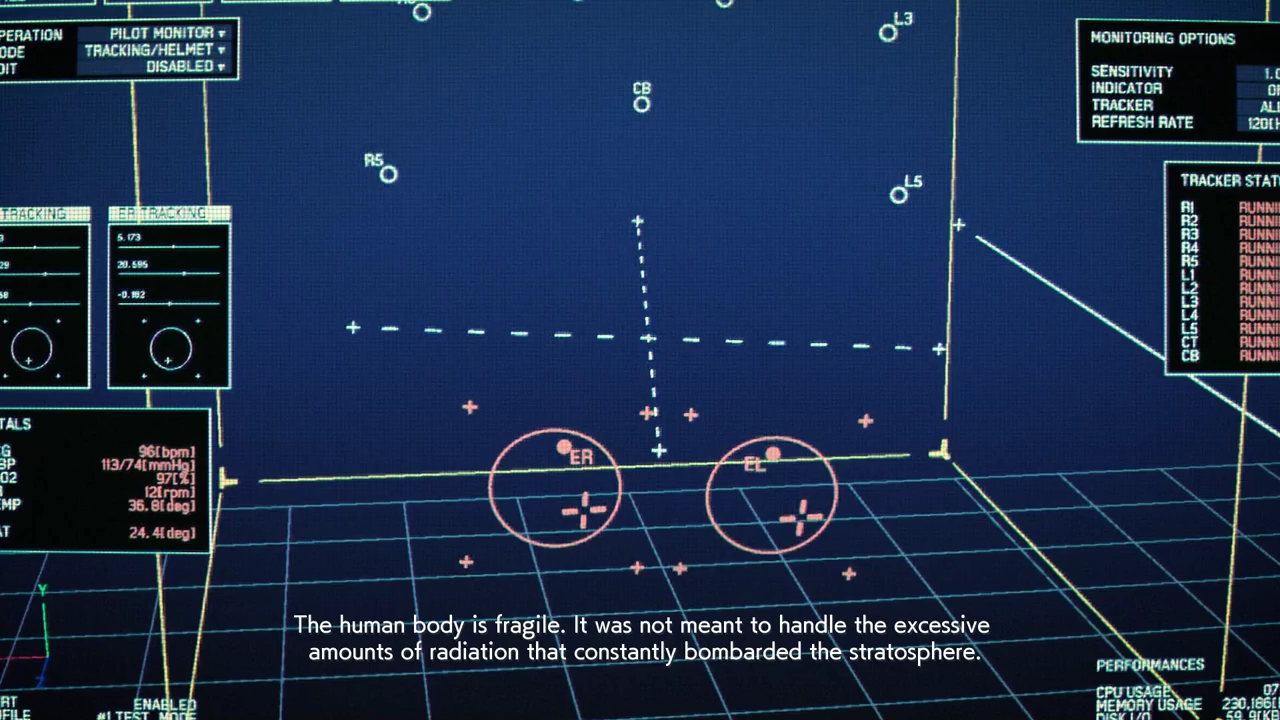 PILOT MONITOR
TRACKING/HELMET
DISABLED
L3
CB
R5
L5
MONITORING OPTIONS
SENSITIVITY
INDICATOR
TRACKER
REFRESH RATE
TRACKING
ER TRACKING
5.173
20.595
-0.182
TRACKER
R1
R2
R3
R4
R5
L1
L2
L3
L4
L5
CT
CB
96[bpm]
113/74[mmHg]
97[%]
12[rpm]
36.8[deg]
24.4[deg]
ER
EL
Y
The human body is fragile. It was not meant to handle the excessive
amounts of radiation that constantly bombarded the stratosphere.
ENABLED
#1 TEST_MODE
PERFORMANCES
CPU USAGE
MEMORY USAGE